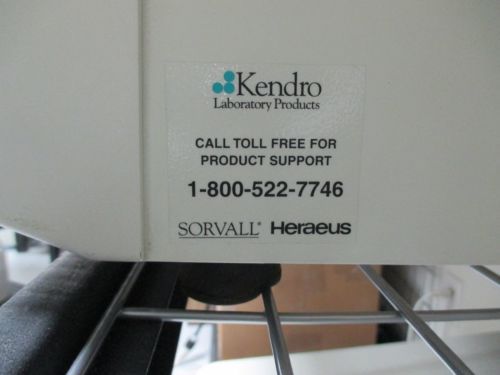 Kendro
Laboratory Products
CALL TOLL FREE FOR
PRODUCT SUPPORT
1-800-522-7746
SORVALL® Heraeus